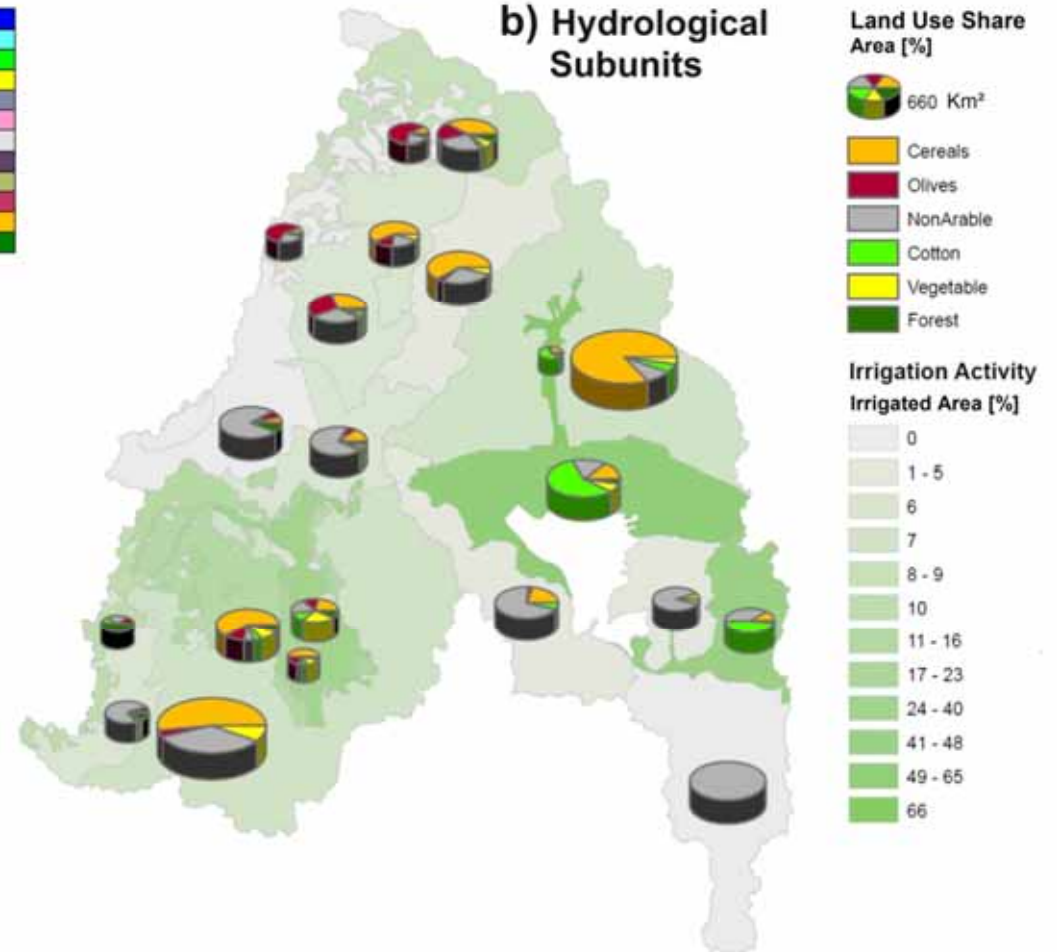 b) Hydrological
Subunits
Land Use Share
Area [%]
660 Km²
Cereals
Olives
NonArable
Cotton
Vegetable
Forest
Irrigation Activity
Irrigated Area [%]
0
1 - 5
6
7
8 - 9
10
11 - 16
17 - 23
24 - 40
41 - 48
49 - 65
66